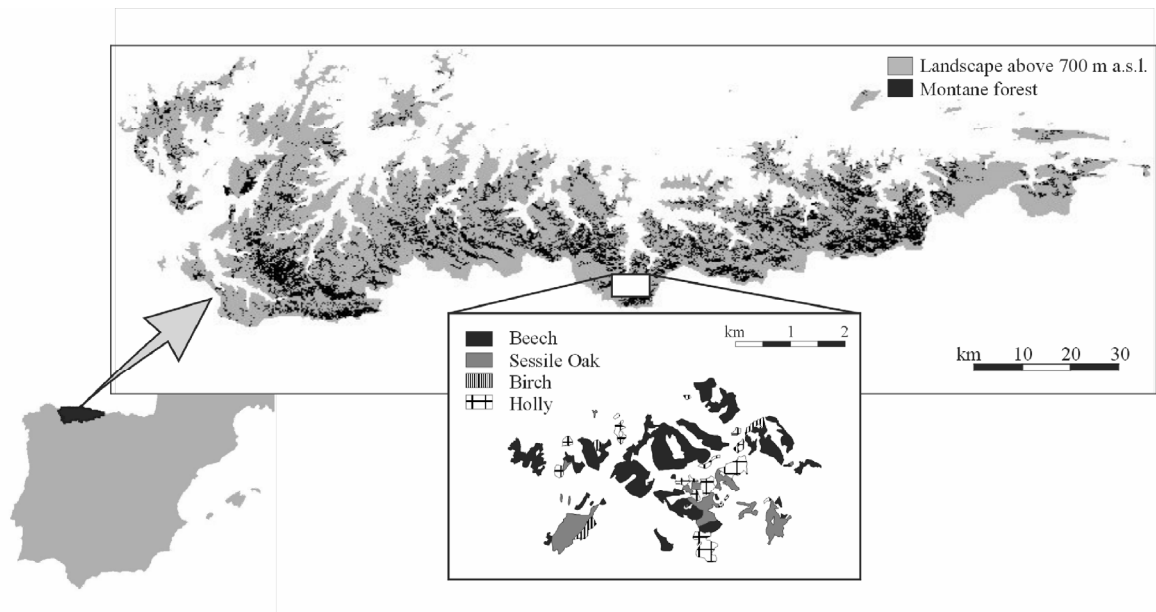 Landscape above 700 m a.s.l.
Montane forest
Beech
Sessile Oak
Birch
Holly
km 1 2
km 10 20 30